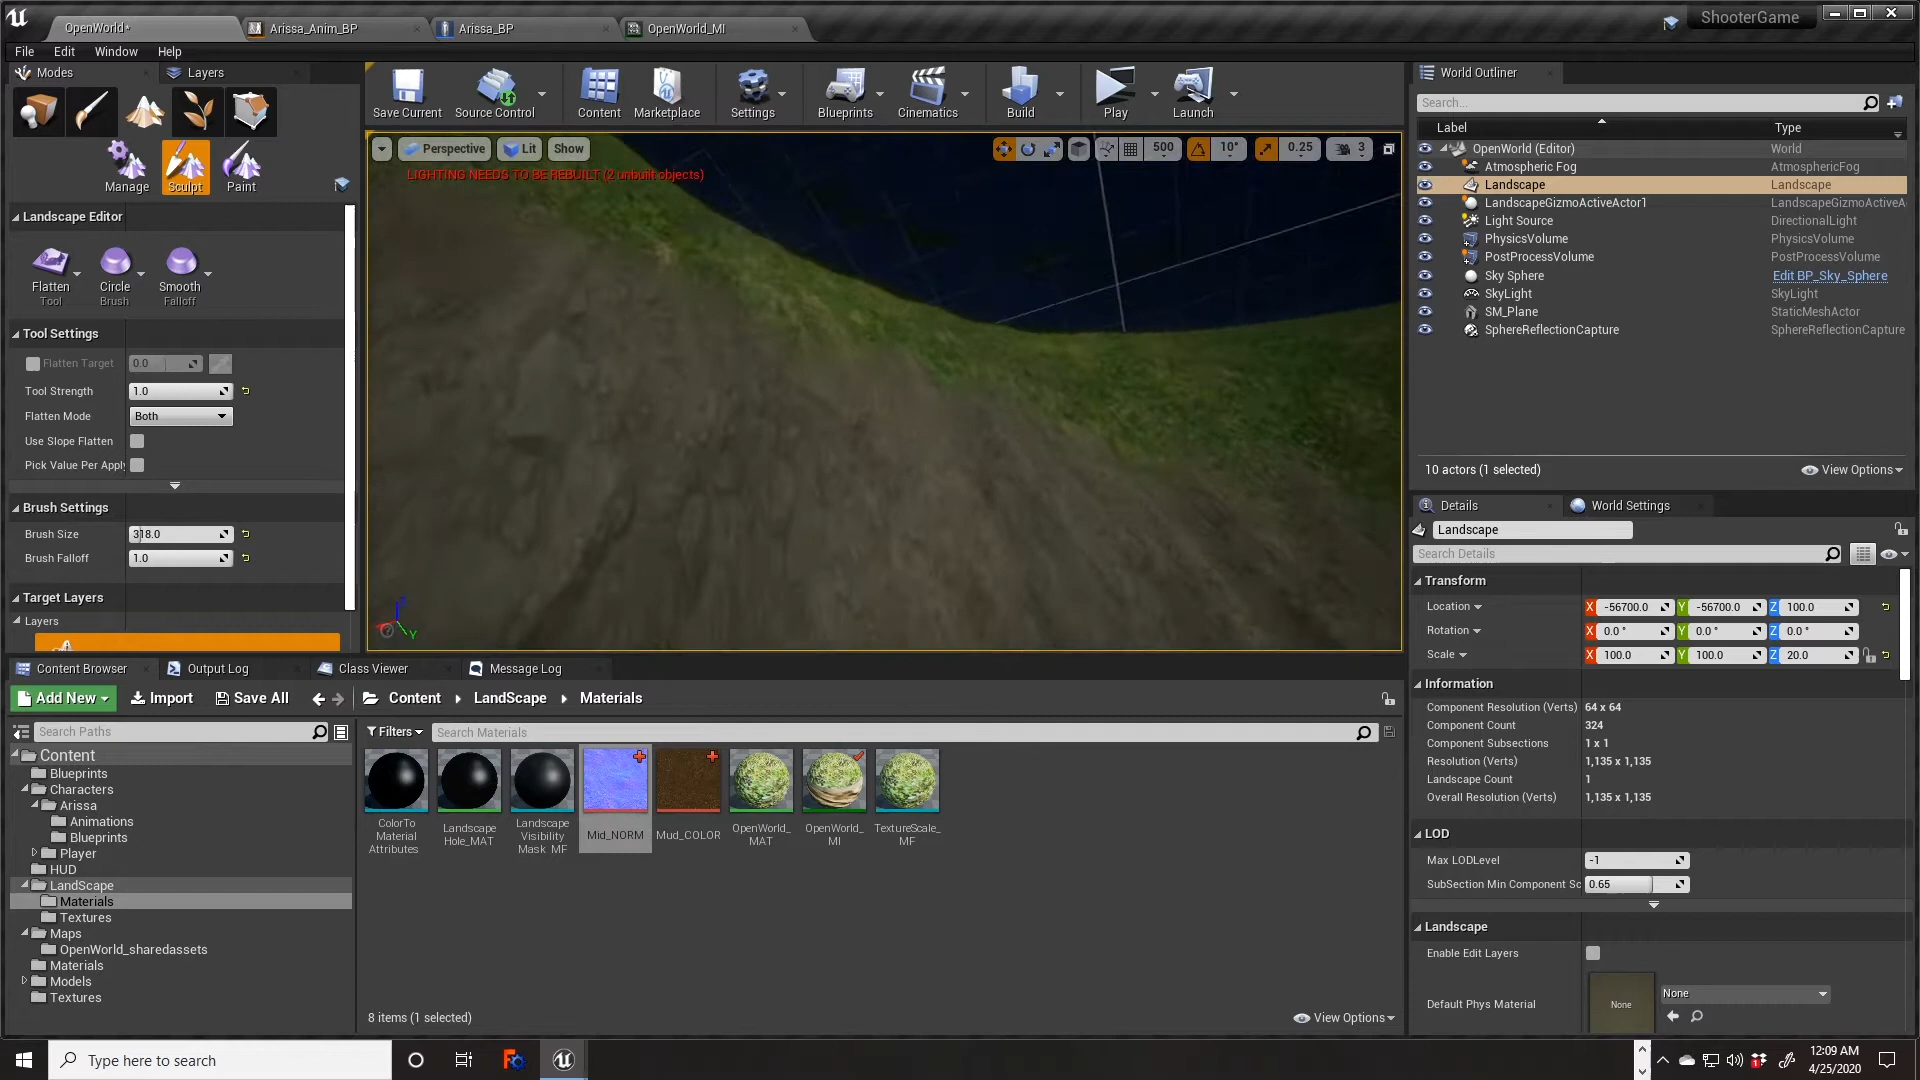 OpenWorld*
Arissa_Anim_BP
Arissa_BP
OpenWorld_MI
ShooterGame
File Edit Window Help
Modes
Layers
Manage Sculpt Paint
Landscape Editor
Flatten Circle Smooth
Tool Brush Falloff
Tool Settings
Flatten Target 0.0
Tool Strength 1.0
Flatten Mode Both
Use Slope Flatten
Pick Value Per Apply
Brush Settings
Brush Size 318.0
Brush Falloff 1.0
Target Layers
Layers
Save Current Source Control Content Marketplace Settings Blueprints Cinematics Build Play Launch
Perspective Lit Show 500 10° 0.25 3
LIGHTING NEEDS TO BE REBUILT (2 unbuilt objects)
Z
Y
World Outliner
Search...
Label Type
OpenWorld (Editor) World
Atmospheric Fog AtmosphericFog
Landscape Landscape
LandscapeGizmoActiveActor1 LandscapeGizmoActiveA
Light Source DirectionalLight
PhysicsVolume PhysicsVolume
PostProcessVolume PostProcessVolume
Sky Sphere Edit BP_Sky_Sphere
SkyLight SkyLight
SM_Plane StaticMeshActor
SphereReflectionCapture SphereReflectionCapture
10 actors (1 selected) View Options
Details World Settings
Landscape
Search Details
Transform
Location X -56700.0 Y -56700.0 Z 100.0
Rotation X 0.0 ° Y 0.0 ° Z 0.0 °
Scale X 100.0 Y 100.0 Z 20.0
Information
Component Resolution (Verts) 64 x 64
Component Count 324
Component Subsections 1 x 1
Resolution (Verts) 1,135 x 1,135
Landscape Count 1
Overall Resolution (Verts) 1,135 x 1,135
LOD
Max LODLevel -1
SubSection Min Component Sc 0.65
Landscape
Enable Edit Layers
Default Phys Material None None
Content Browser Output Log Class Viewer Message Log
Add New Import Save All Content LandScape Materials
Search Paths
Content
Blueprints
Characters
Arissa
Animations
Blueprints
Player
HUD
LandScape
Materials
Textures
Maps
OpenWorld_sharedassets
Materials
Models
Textures
Filters Search Materials
ColorTo
Material
Attributes
Landscape
Hole_MAT
Landscape
Visibility
Mask_MF
Mid_NORM
Mud_COLOR
OpenWorld_
MAT
OpenWorld_
MI
TextureScale_
MF
8 items (1 selected) View Options
Type here to search
12:09 AM
4/25/2020